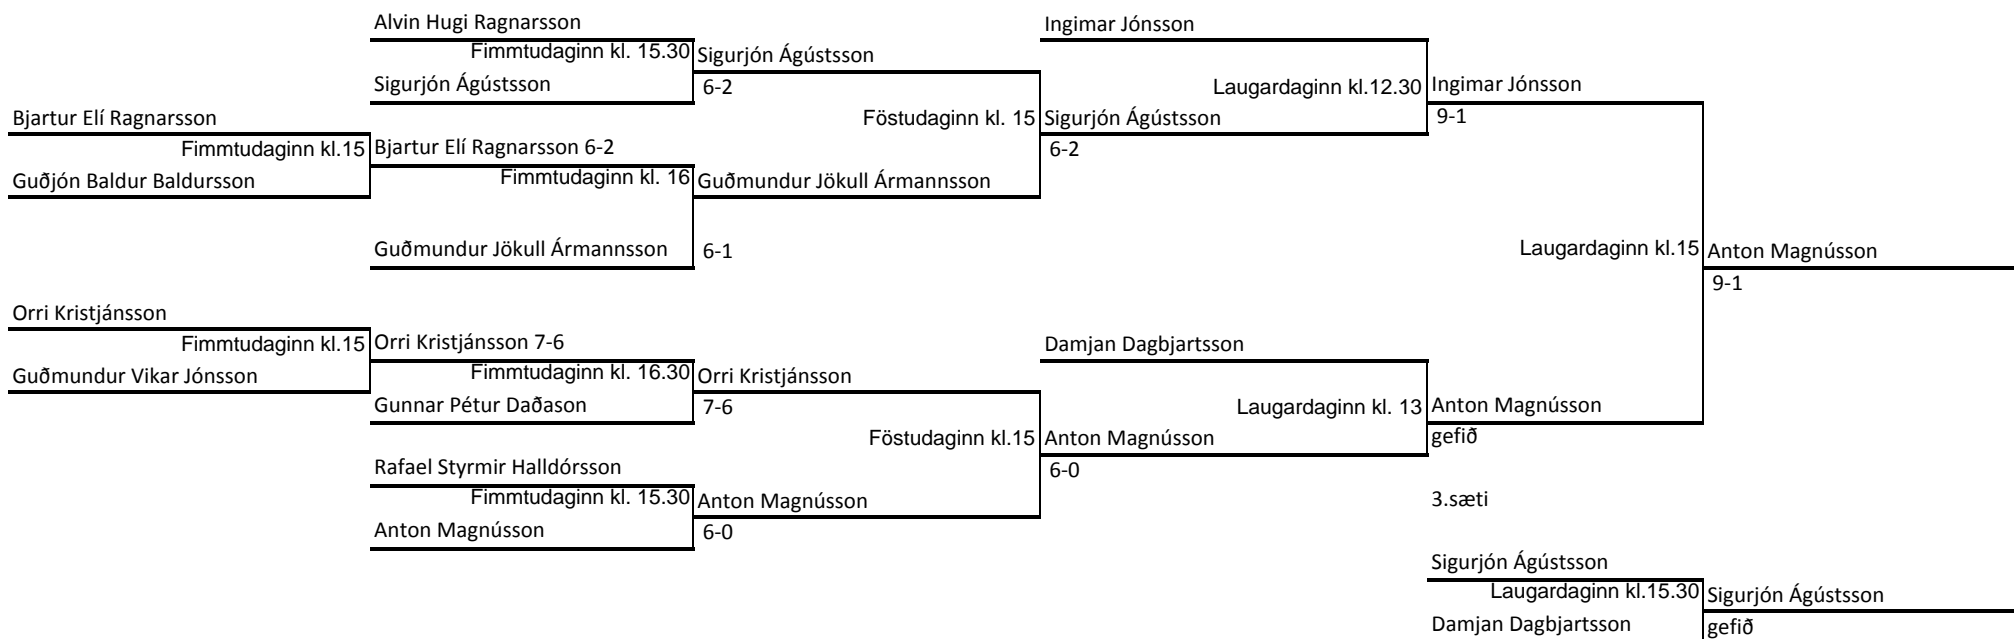 Alvin Hugi Ragnarsson
Ingimar Jónsson
Fimmtudaginn kl. 15.30
Sigurjón Ágústsson
Sigurjón Ágústsson
6-2
Laugardaginn kl.12.30
Ingimar Jónsson
Bjartur Elí Ragnarsson
Föstudaginn kl. 15
Sigurjón Ágústsson
9-1
Fimmtudaginn kl.15
Bjartur Elí Ragnarsson 6-2
6-2
Guðjón Baldur Baldursson
Fimmtudaginn kl. 16
Guðmundur Jökull Ármannsson
Guðmundur Jökull Ármannsson
6-1
Laugardaginn kl.15
Anton Magnússon
9-1
Orri Kristjánsson
Fimmtudaginn kl.15
Orri Kristjánsson 7-6
Damjan Dagbjartsson
Guðmundur Vikar Jónsson
Fimmtudaginn kl. 16.30
Orri Kristjánsson
Gunnar Pétur Daðason
7-6
Laugardaginn kl. 13
Anton Magnússon
Föstudaginn kl.15
Anton Magnússon
gefið
Rafael Styrmir Halldórsson
6-0
Fimmtudaginn kl. 15.30
Anton Magnússon
3.sæti
Anton Magnússon
6-0
Sigurjón Ágústsson
Laugardaginn kl.15.30
Sigurjón Ágústsson
Damjan Dagbjartsson
gefið